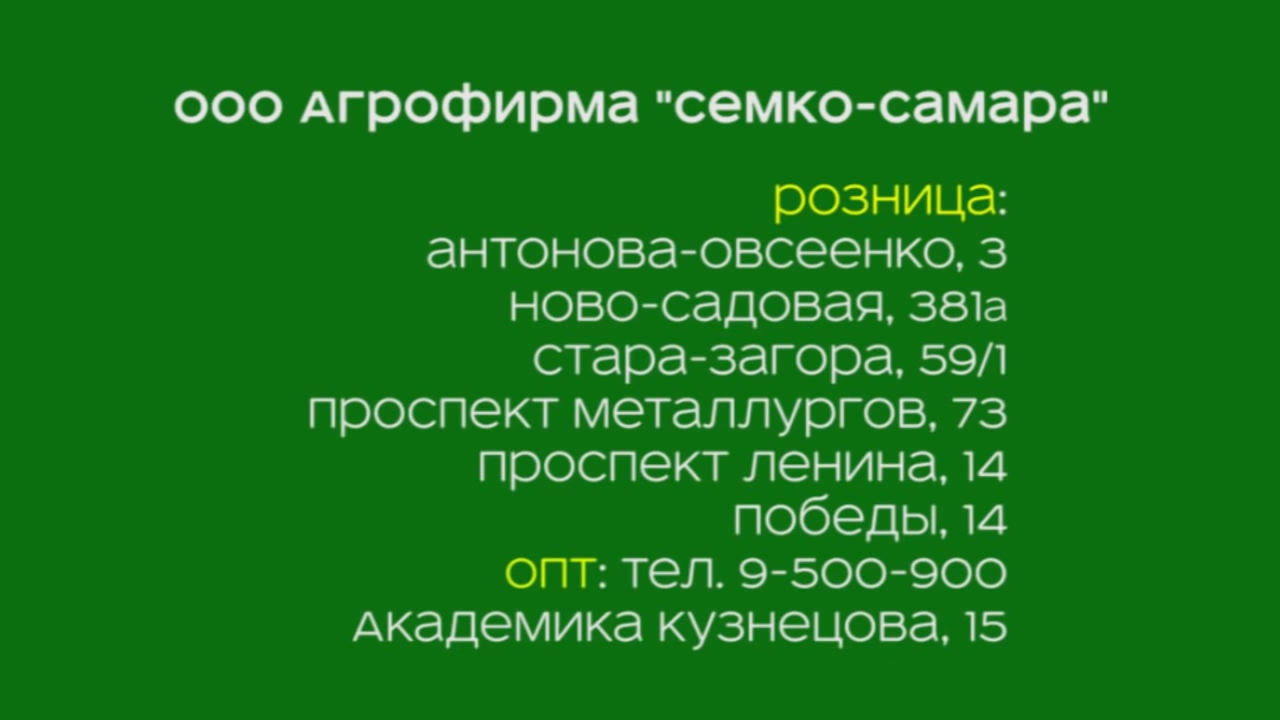 ооо Агрофирма "семко-самара"
розница:
антонова-овсеенко, 3
ново-садовая, 381а
стара-загора, 59/1
проспект металлургов, 73
проспект ленина, 14
победы, 14
опт: тел. 9-500-900
Академика кузнецова, 15